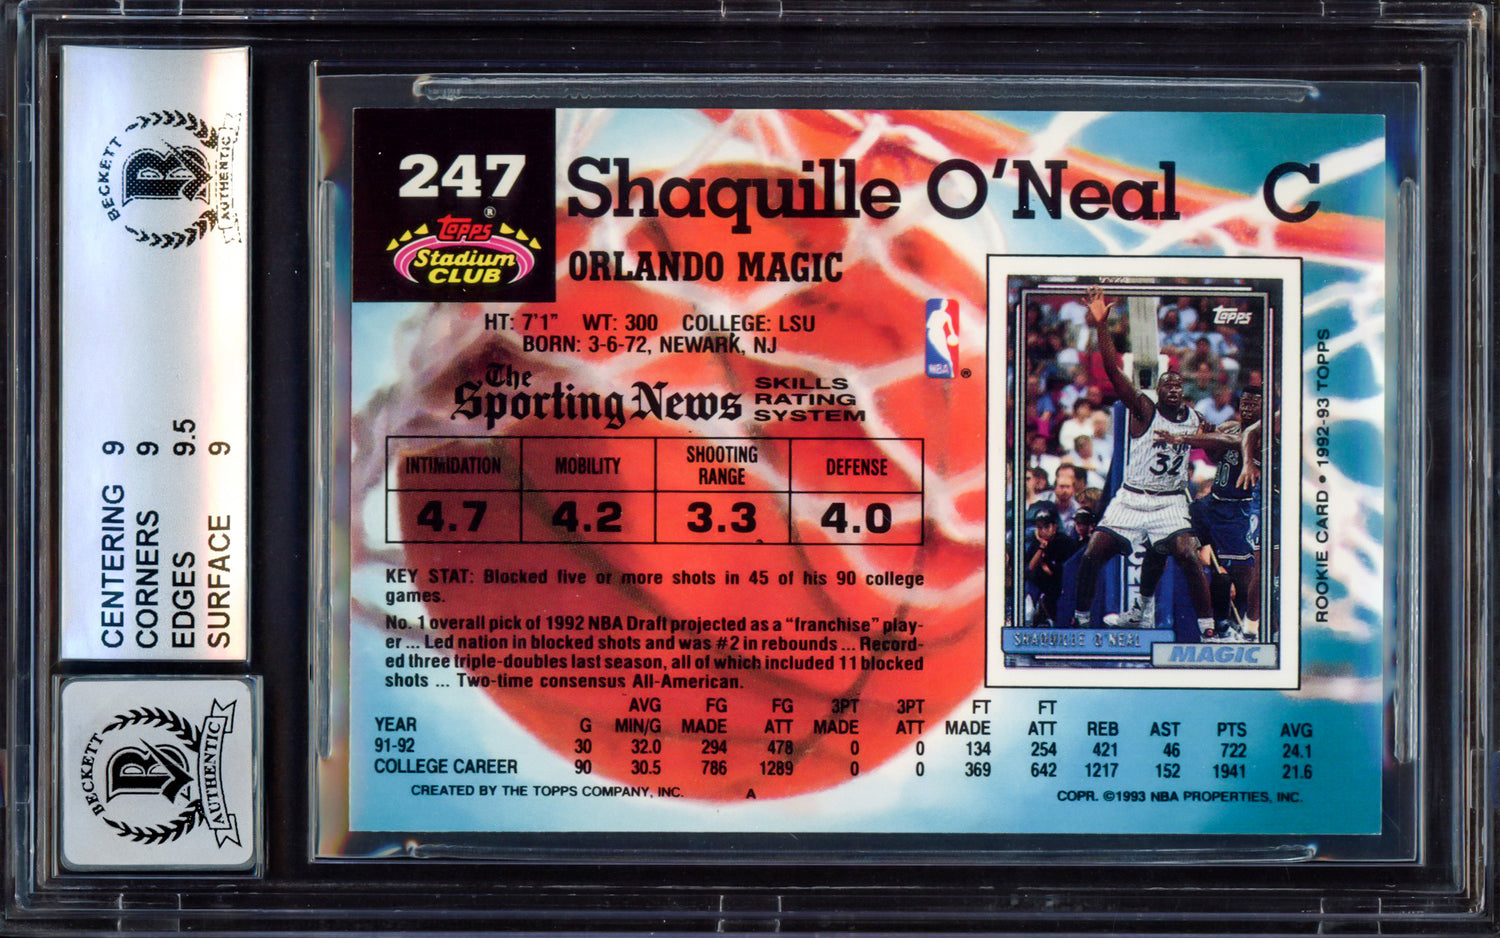 BECKETT
B
AUTHENTIC
CENTERING 9
CORNERS 9
EDGES 9.5
SURFACE 9
BECKETT
B
AUTHENTIC
247
Topps®
Stadium
CLUB
Shaquille O'Neal C
ORLANDO MAGIC
HT: 7'1" WT: 300 COLLEGE: LSU
BORN: 3-6-72, NEWARK, NJ
The
Sporting News
SKILLS
RATING
SYSTEM
INTIMIDATION MOBILITY SHOOTING RANGE DEFENSE
4.7 4.2 3.3 4.0
KEY STAT: Blocked five or more shots in 45 of his 90 college
games.
No. 1 overall pick of 1992 NBA Draft projected as a "franchise" play-
er ... Led nation in blocked shots and was #2 in rebounds ... Record-
ed three triple-doubles last season, all of which included 11 blocked
shots ... Two-time consensus All-American.
NBA ®
Topps
32
SHAQUILLE O'NEAL
MAGIC
ROOKIE CARD • 1992-93 TOPPS
AVG FG FG 3PT 3PT FT FT
YEAR G MIN/G MADE ATT MADE ATT MADE ATT REB AST PTS AVG
91-92 30 32.0 294 478 0 0 134 254 421 46 722 24.1
COLLEGE CAREER 90 30.5 786 1289 0 0 369 642 1217 152 1941 21.6
CREATED BY THE TOPPS COMPANY, INC. A COPR. ©1993 NBA PROPERTIES, INC.